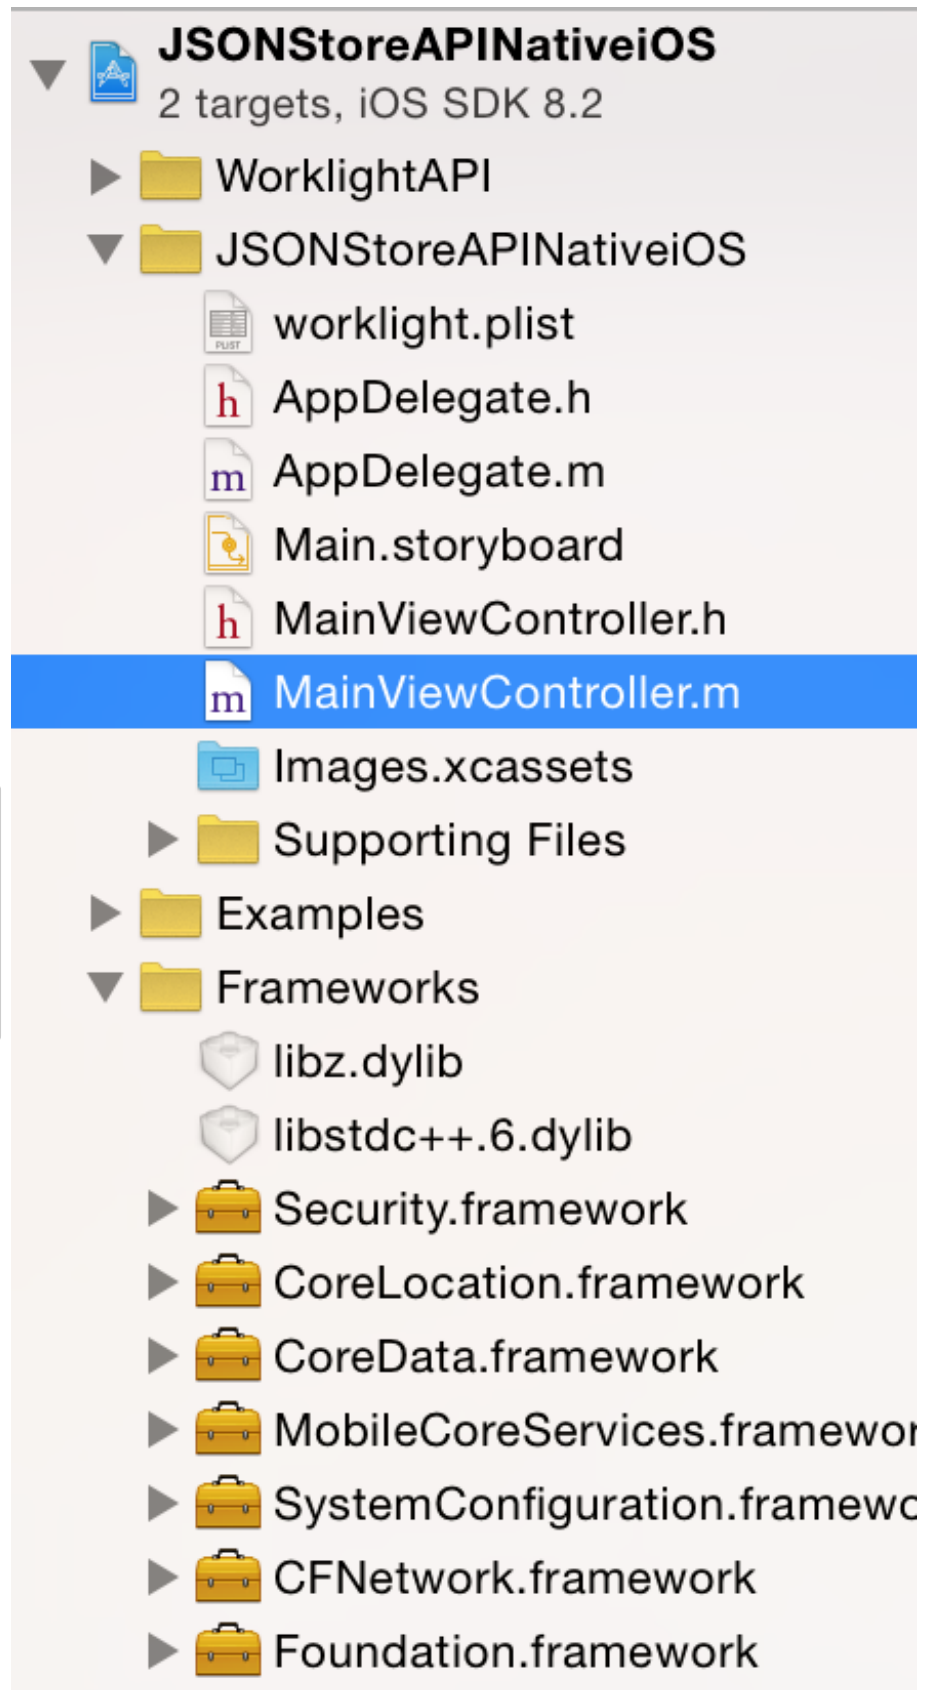 JSONStoreAPINativeiOS
2 targets, iOS SDK 8.2
WorklightAPI
JSONStoreAPINativeiOS
PLIST
worklight.plist
h AppDelegate.h
m AppDelegate.m
Main.storyboard
h MainViewController.h
m MainViewController.m
Images.xcassets
Supporting Files
Examples
Frameworks
libz.dylib
libstdc++.6.dylib
Security.framework
CoreLocation.framework
CoreData.framework
MobileCoreServices.framewor
SystemConfiguration.framewo
CFNetwork.framework
Foundation.framework